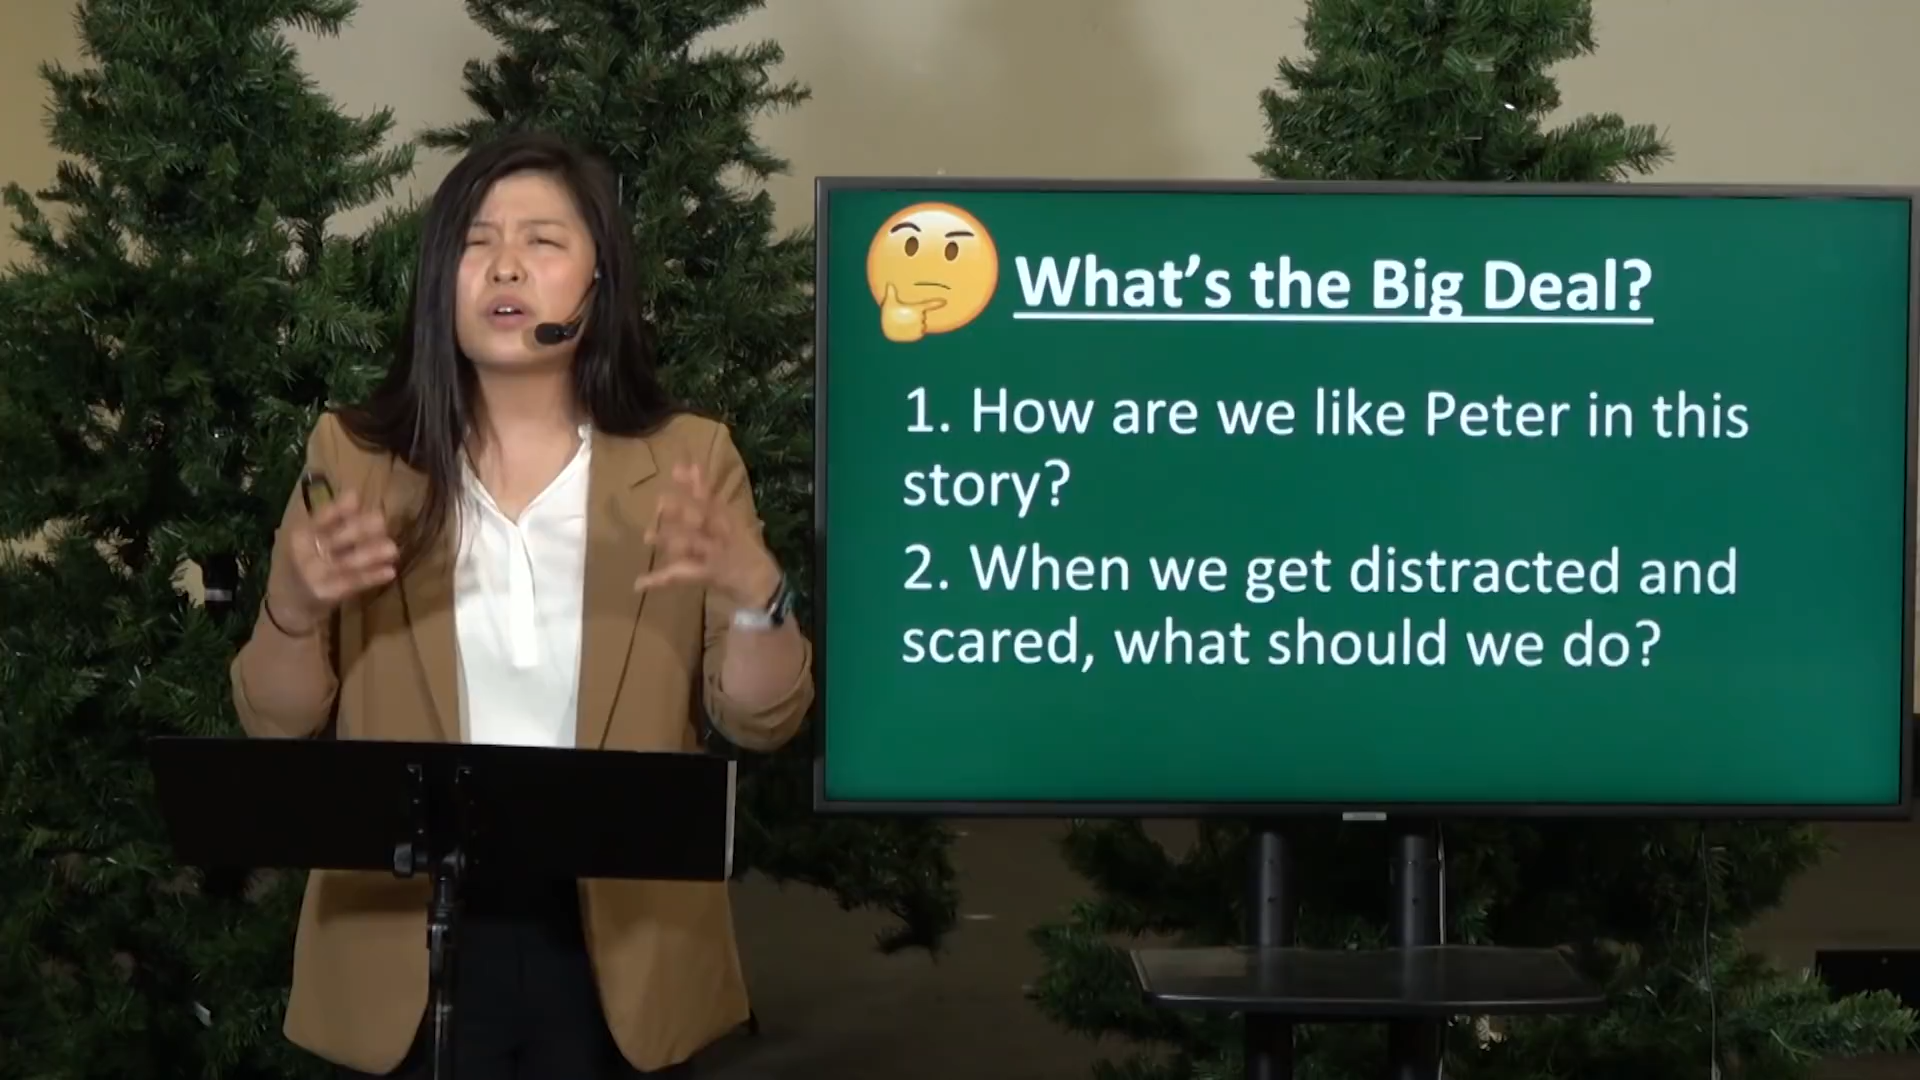 What’s the Big Deal?
1. How are we like Peter in this
story?
2. When we get distracted and
scared, what should we do?